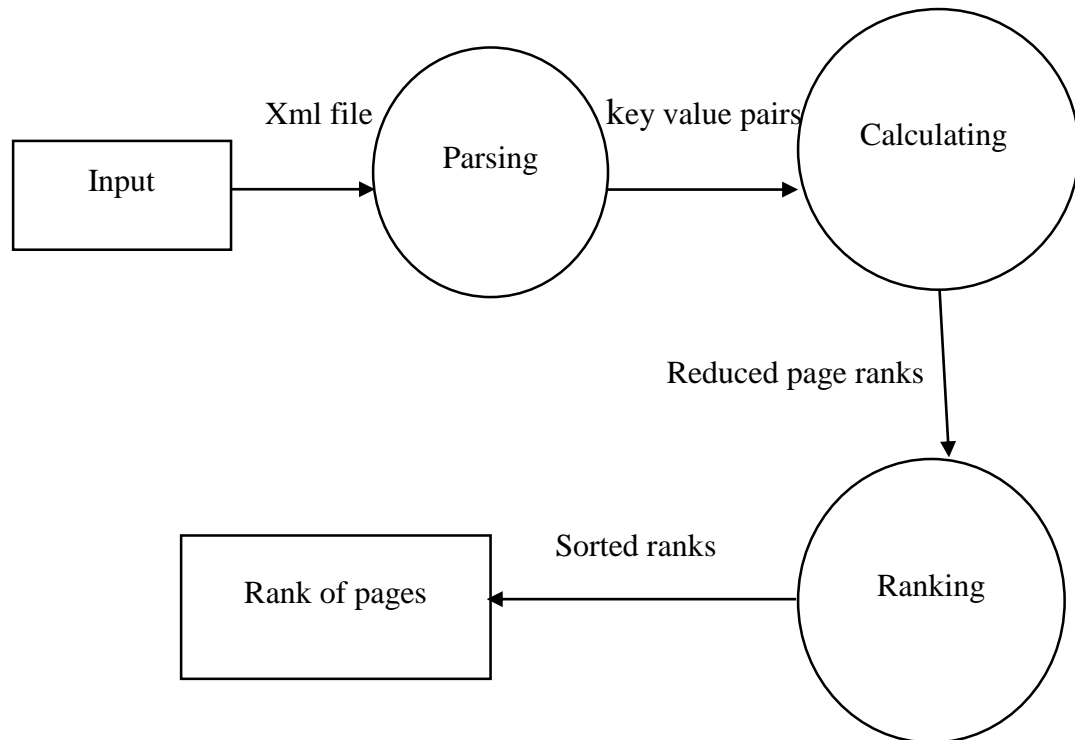 Xml file
key value pairs
Calculating
Parsing
Input
Reduced page ranks
Sorted ranks
Ranking
Rank of pages